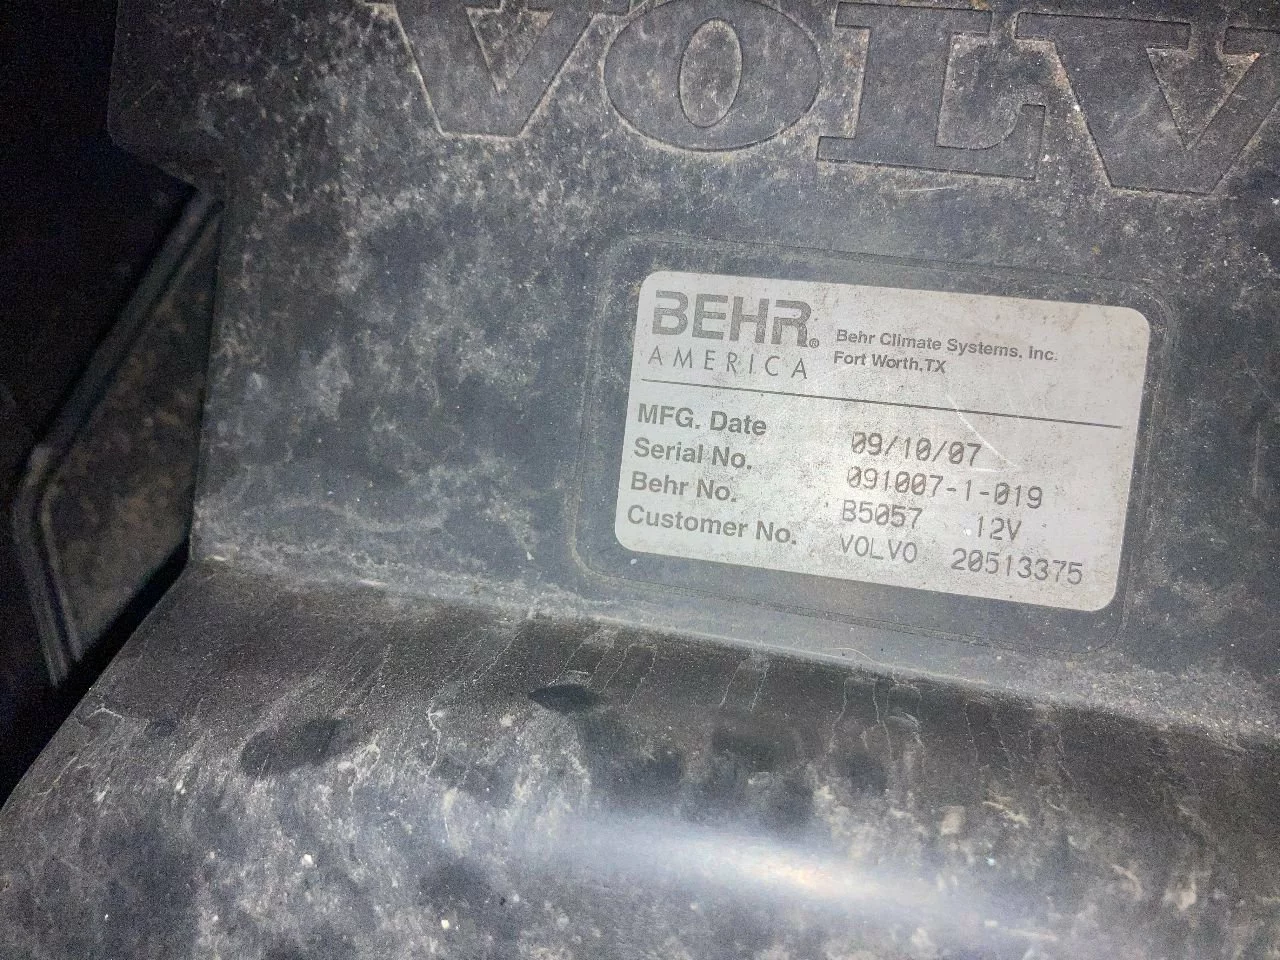 VOLV
BEHR®
AMERICA
Behr Climate Systems, Inc.
Fort Worth, TX
MFG. Date 09/10/07
Serial No. 091007-1-019
Behr No. B5057 12V
Customer No. VOLVO 20513375